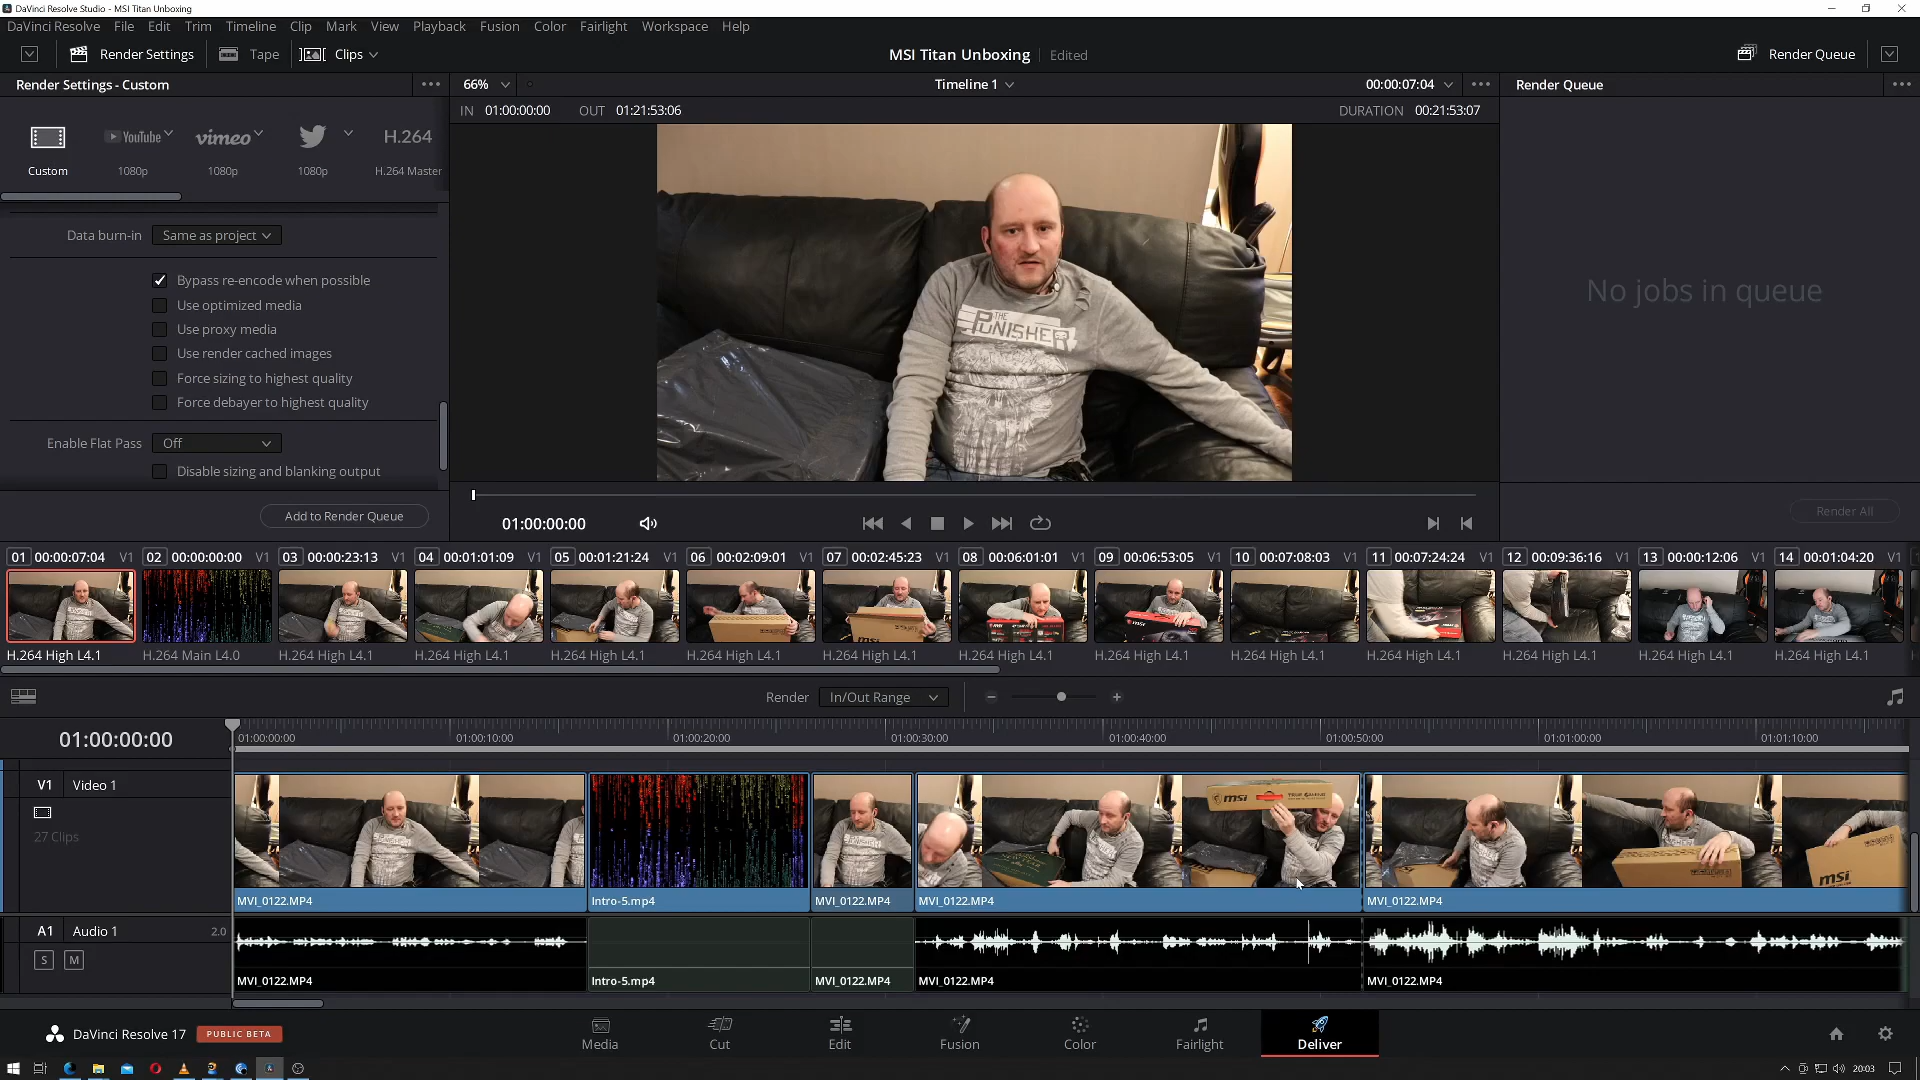 DaVinci Resolve Studio - MSI Titan Unboxing
DaVinci Resolve File Edit Trim Timeline Clip Mark View Playback Fusion Color Fairlight Workspace Help
Render Settings Tape Clips MSI Titan Unboxing Edited Render Queue
Render Settings - Custom 66% Timeline 1 00:00:07:04 Render Queue
IN 01:00:00:00 OUT 01:21:53:06 DURATION 00:21:53:07
YouTube vimeo H.264
Custom 1080p 1080p 1080p H.264 Master
Data burn-in Same as project
Bypass re-encode when possible
Use optimized media
Use proxy media
Use render cached images
Force sizing to highest quality
Force debayer to highest quality
Enable Flat Pass Off
Disable sizing and blanking output
Add to Render Queue
THE
PUNISHER
No jobs in queue
Render All
01:00:00:00
01 00:00:07:04 V1 02 00:00:00:00 V1 03 00:00:23:13 V1 04 00:01:01:09 V1 05 00:01:21:24 V1 06 00:02:09:01 V1 07 00:02:45:23 V1 08 00:06:01:01 V1 09 00:06:53:05 V1 10 00:07:08:03 V1 11 00:07:24:24 V1 12 00:09:36:16 V1 13 00:00:12:06 V1 14 00:01:04:20 V1
H.264 High L4.1 H.264 Main L4.0 H.264 High L4.1 H.264 High L4.1 H.264 High L4.1 H.264 High L4.1 H.264 High L4.1 H.264 High L4.1 H.264 High L4.1 H.264 High L4.1 H.264 High L4.1 H.264 High L4.1 H.264 High L4.1 H.264 High L4.1
Render In/Out Range
01:00:00:00 01:00:00:00 01:00:10:00 01:00:20:00 01:00:30:00 01:00:40:00 01:00:50:00 01:01:00:00 01:01:10:00
V1 Video 1
27 Clips
msi
msi
MVI_0122.MP4 Intro-5.mp4 MVI_0122.MP4 MVI_0122.MP4 MVI_0122.MP4
A1 Audio 1 2.0
S M
MVI_0122.MP4 Intro-5.mp4 MVI_0122.MP4 MVI_0122.MP4 MVI_0122.MP4
DaVinci Resolve 17 PUBLIC BETA
Media Cut Edit Fusion Color Fairlight Deliver
20:03